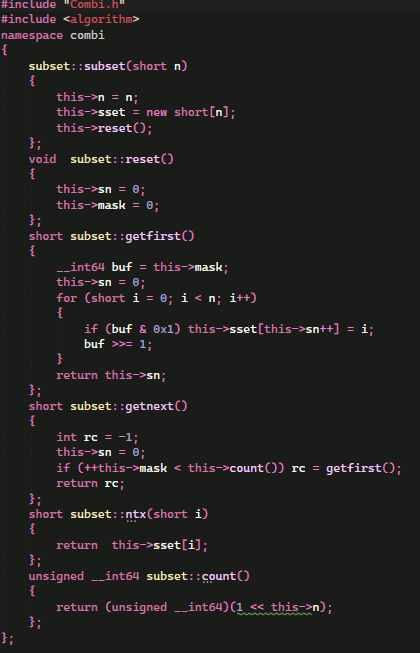 #include "Combi.h"
#include <algorithm>
namespace combi
{
    subset::subset(short n)
    {
        this->n = n;
        this->sset = new short[n];
        this->reset();
    };
    void  subset::reset()
    {
        this->sn = 0;
        this->mask = 0;
    };
    short subset::getfirst()
    {
        __int64 buf = this->mask;
        this->sn = 0;
        for (short i = 0; i < n; i++)
        {
            if (buf & 0x1) this->sset[this->sn++] = i;
            buf >>= 1;
        }
        return this->sn;
    };
    short subset::getnext()
    {
        int rc = -1;
        this->sn = 0;
        if (++this->mask < this->count()) rc = getfirst();
        return rc;
    };
    short subset::ntx(short i)
    {
        return  this->sset[i];
    };
    unsigned __int64 subset::count()
    {
        return (unsigned __int64)(1 << this->n);
    };
};